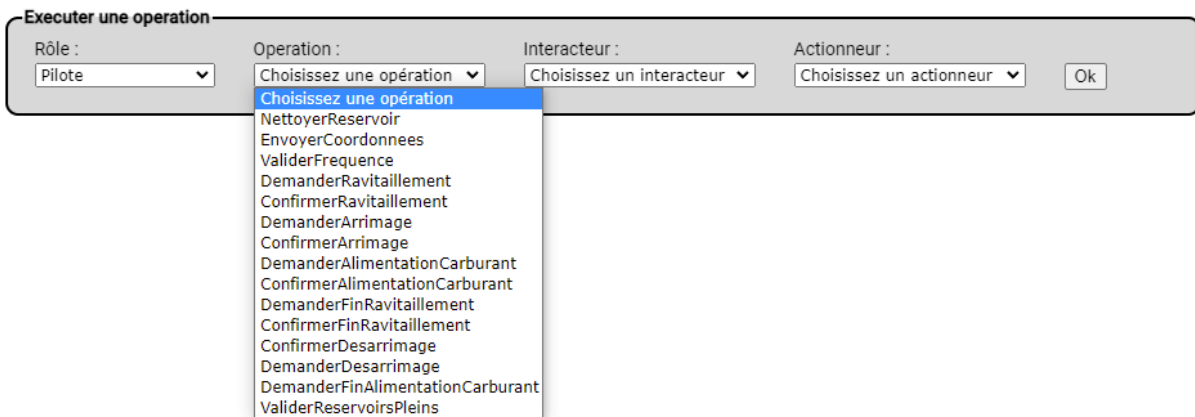 Executer une operation
Rôle : Operation : Interacteur : Actionneur :
Pilote Choisissez une opération Choisissez un interacteur Choisissez un actionneur Ok
Choisissez une opération
NettoyerReservoir
EnvoyerCoordonnees
ValiderFrequence
DemanderRavitaillement
ConfirmerRavitaillement
DemanderArrimage
ConfirmerArrimage
DemanderAlimentationCarburant
ConfirmerAlimentationCarburant
DemanderFinRavitaillement
ConfirmerFinRavitaillement
ConfirmerDesarrimage
DemanderDesarrimage
DemanderFinAlimentationCarburant
ValiderReservoirsPleins